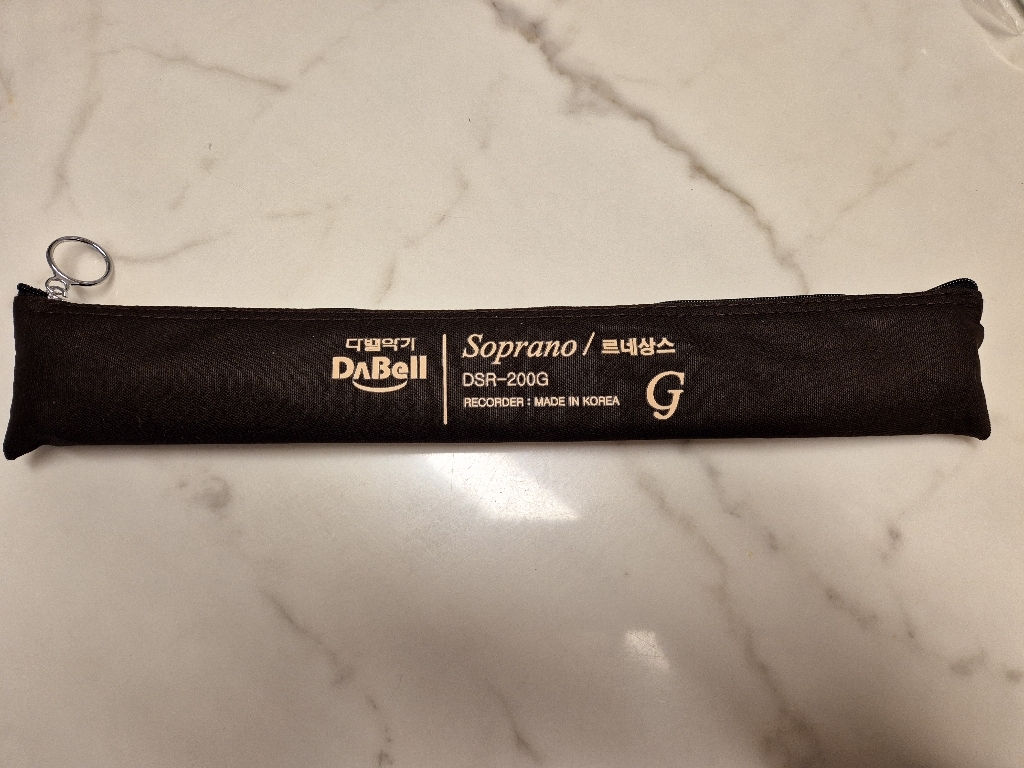 다벨악기
DaBell
Soprano / 르네상스
DSR-200G
RECORDER : MADE IN KOREA
G